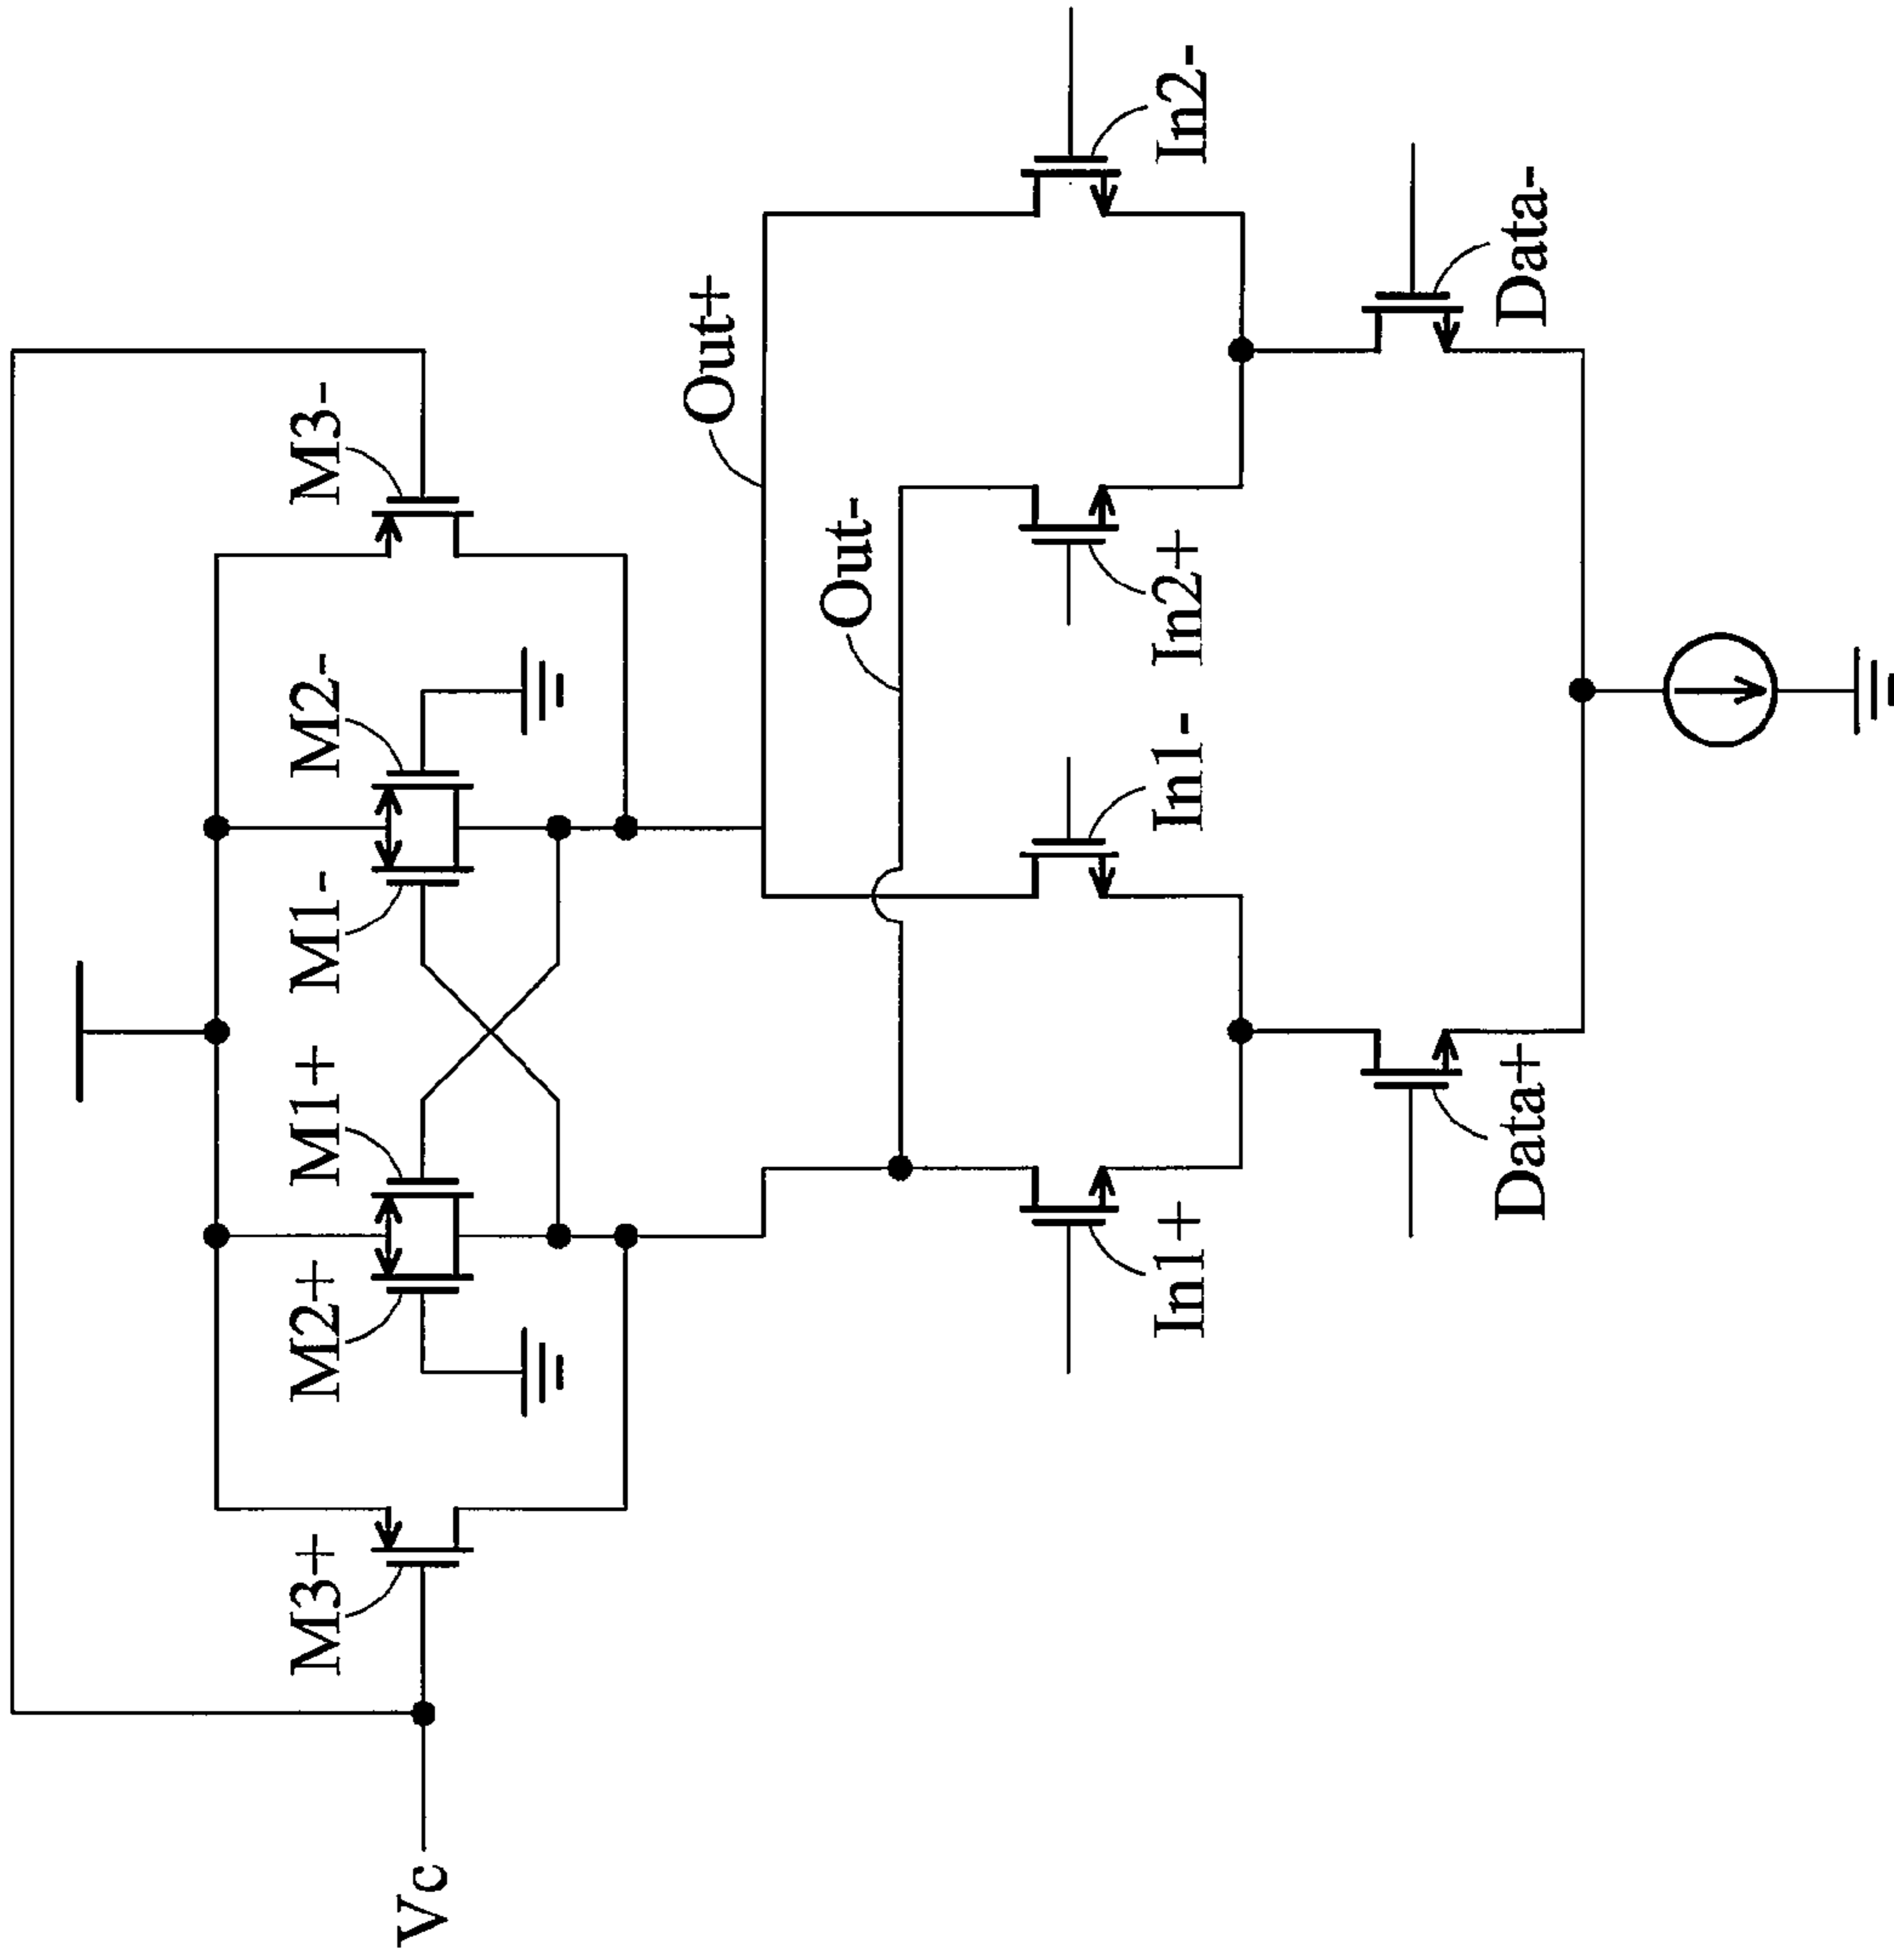 Vc
M3+
M2+
M1+
M1-
M2-
M3-
Out+
Out-
In1+
In1-
In2+
In2-
Data+
Data-